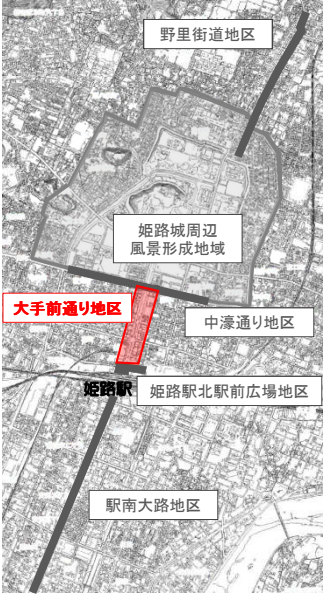 野里街道地区
姫路城周辺
風景形成地域
大手前通り地区
中濠通り地区
姫路駅
姫路駅北駅前広場地区
駅南大路地区